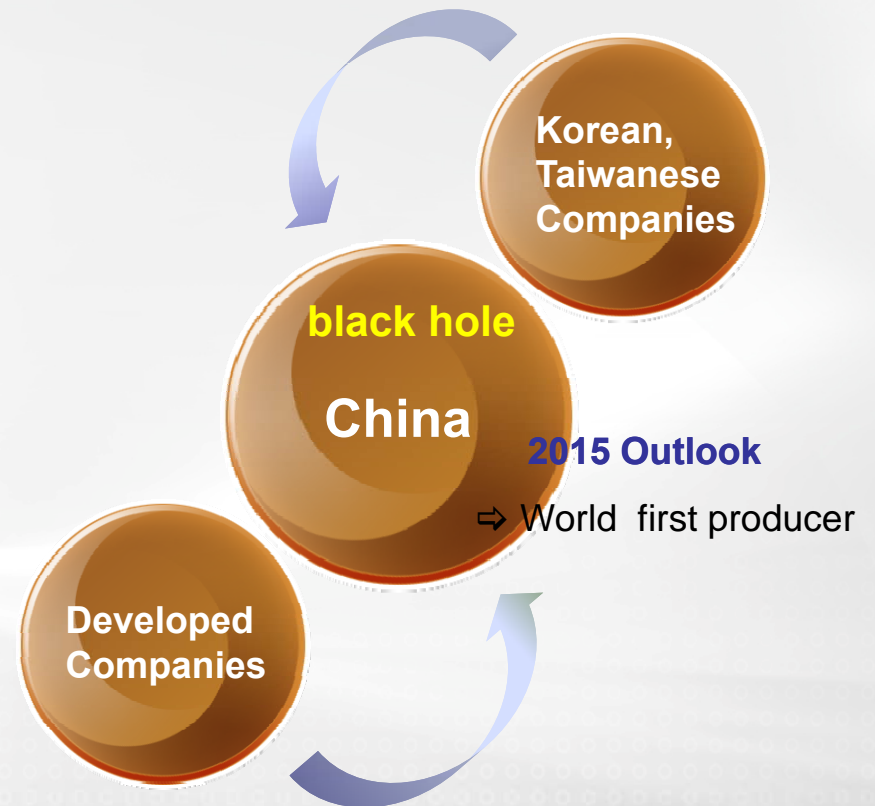 Korean,
Taiwanese
Companies
black hole
China
2015 Outlook
⇨ World first producer
Developed
Companies